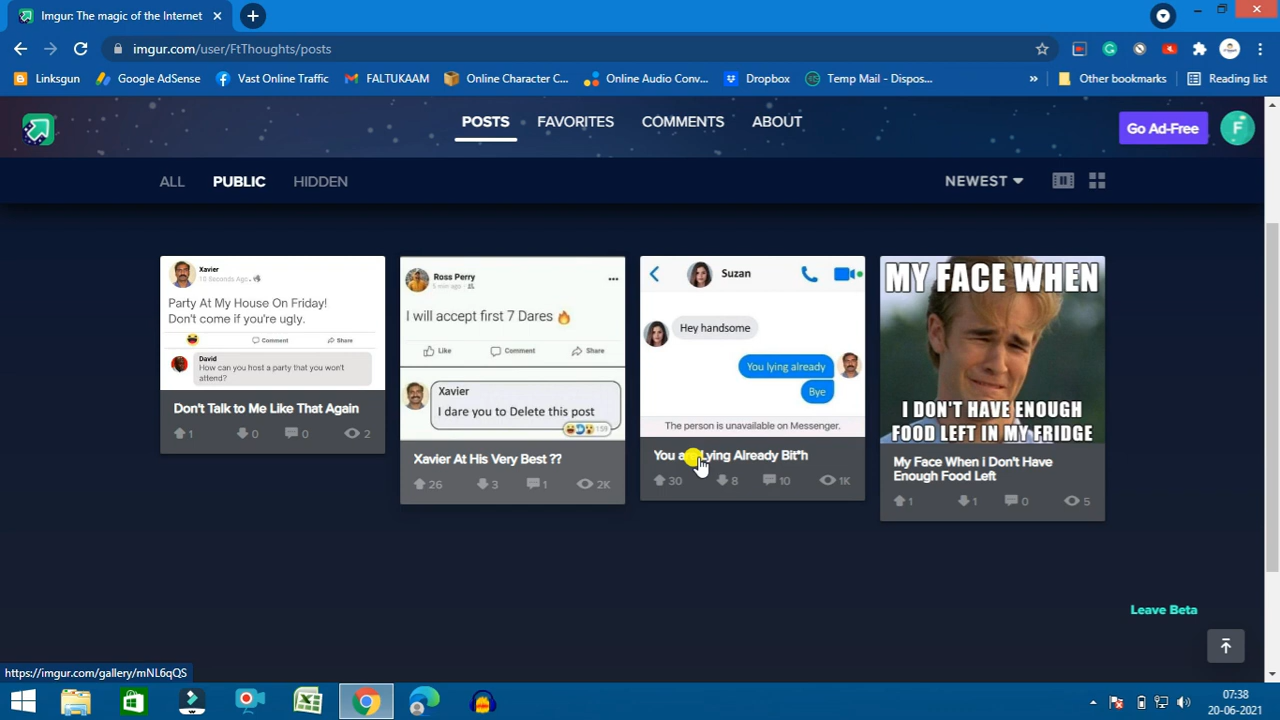 Imgur: The magic of the Internet
imgur.com/user/FtThoughts/posts
Linksgun
Google AdSense
Vast Online Traffic
FALTUKAAM
Online Character C...
Online Audio Conv...
Dropbox
Temp Mail - Dispos...
»
Other bookmarks
Reading list
POSTS
FAVORITES
COMMENTS
ABOUT
Go Ad-Free
F
ALL
PUBLIC
HIDDEN
NEWEST
Xavier
Party At My House On Friday!
Don't come if you're ugly.
Comment
Share
David
How can you host a party that you won't
attend?
Don't Talk to Me Like That Again
1
0
0
2
Ross Perry
5 min ago
I will accept first 7 Dares
Like
Comment
Share
Xavier
I dare you to Delete this post
159
Xavier At His Very Best ??
26
3
1
2K
Suzan
Hey handsome
You lying already
Bye
The person is unavailable on Messenger.
You Lying Already Bit*h
30
8
10
1K
MY FACE WHEN
I DON'T HAVE ENOUGH
FOOD LEFT IN MY FRIDGE
My Face When i Don't Have
Enough Food Left
1
1
0
5
Leave Beta
https://imgur.com/gallery/mNL6qQS
07:38
20-06-2021